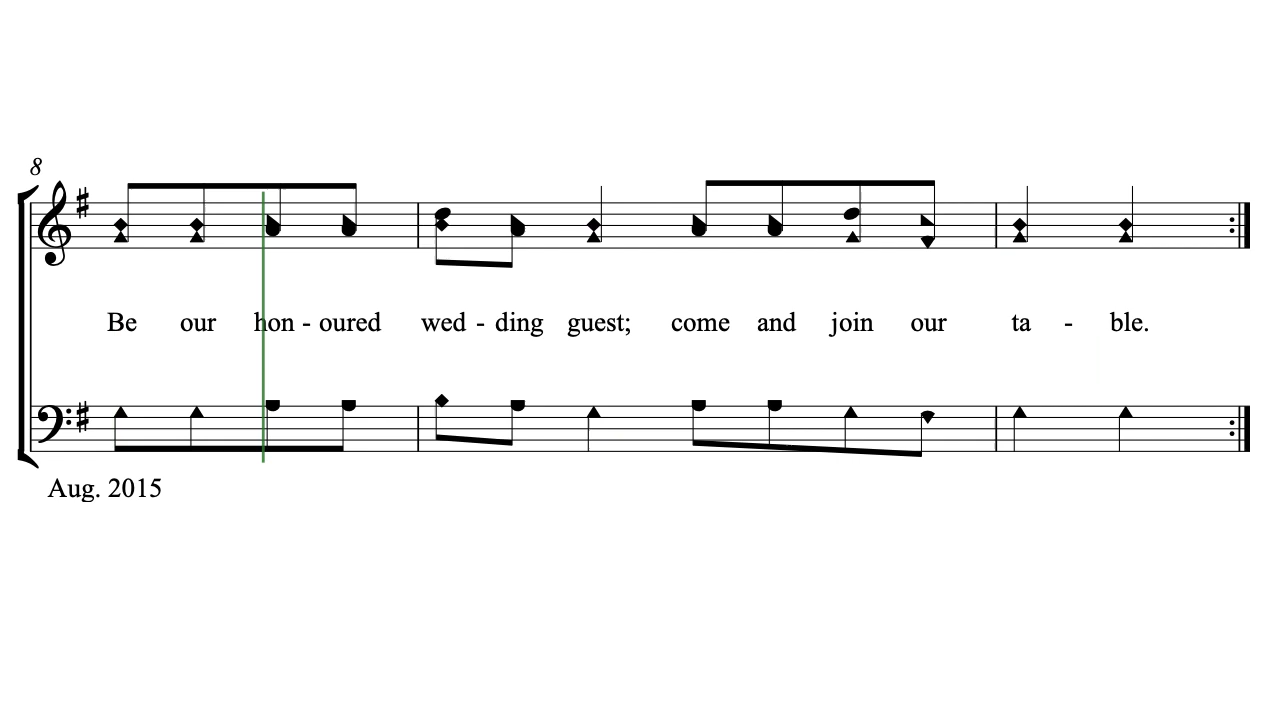 8
Be our hon - oured wed - ding guest; come and join our ta - ble.
Aug. 2015